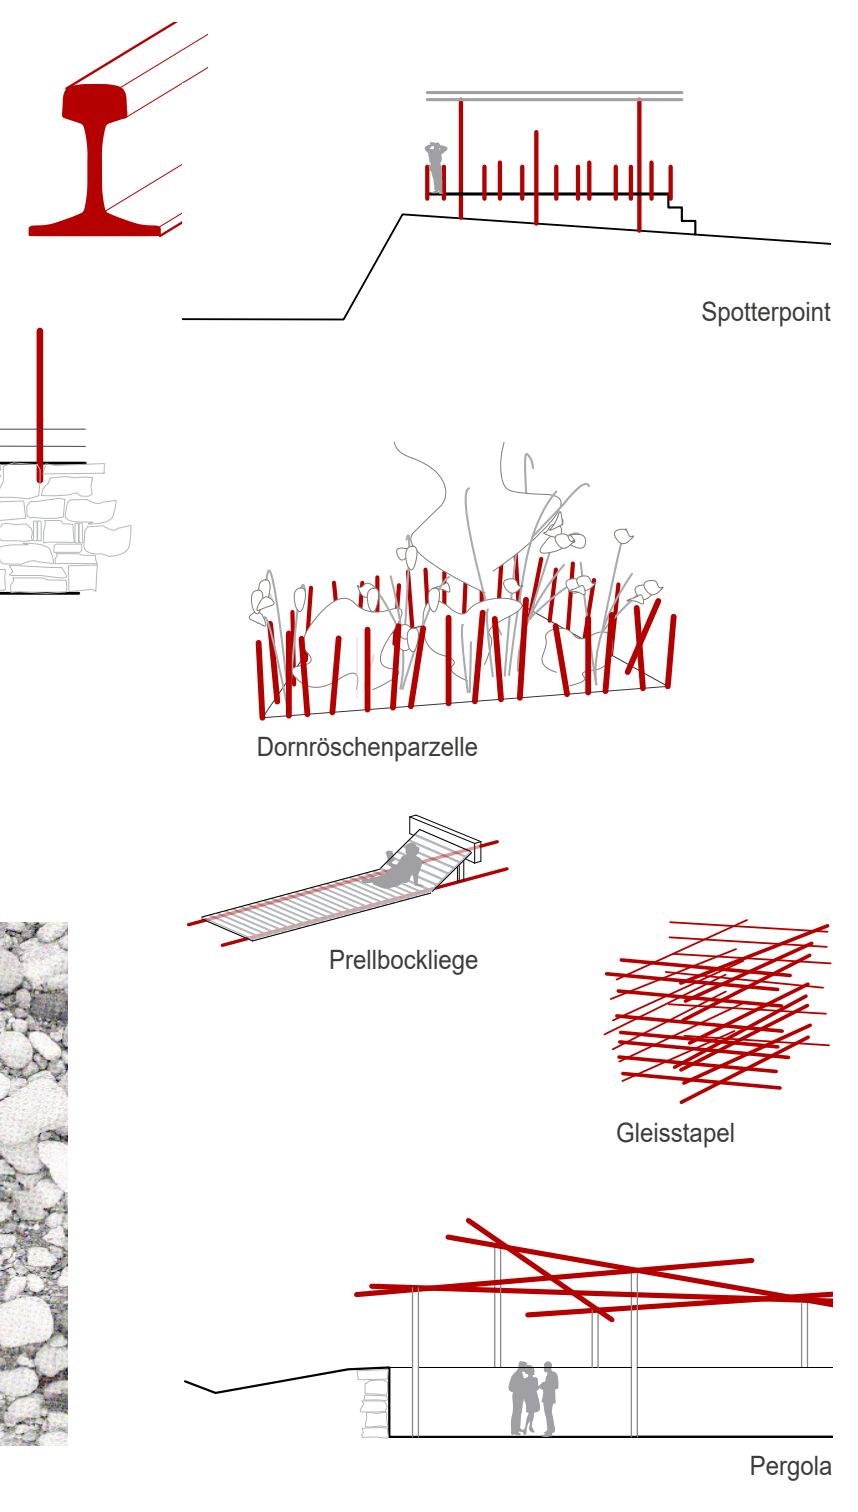 Spotterpoint
Dornröschenparzelle
Prellbockliege
Gleisstapel
Pergola